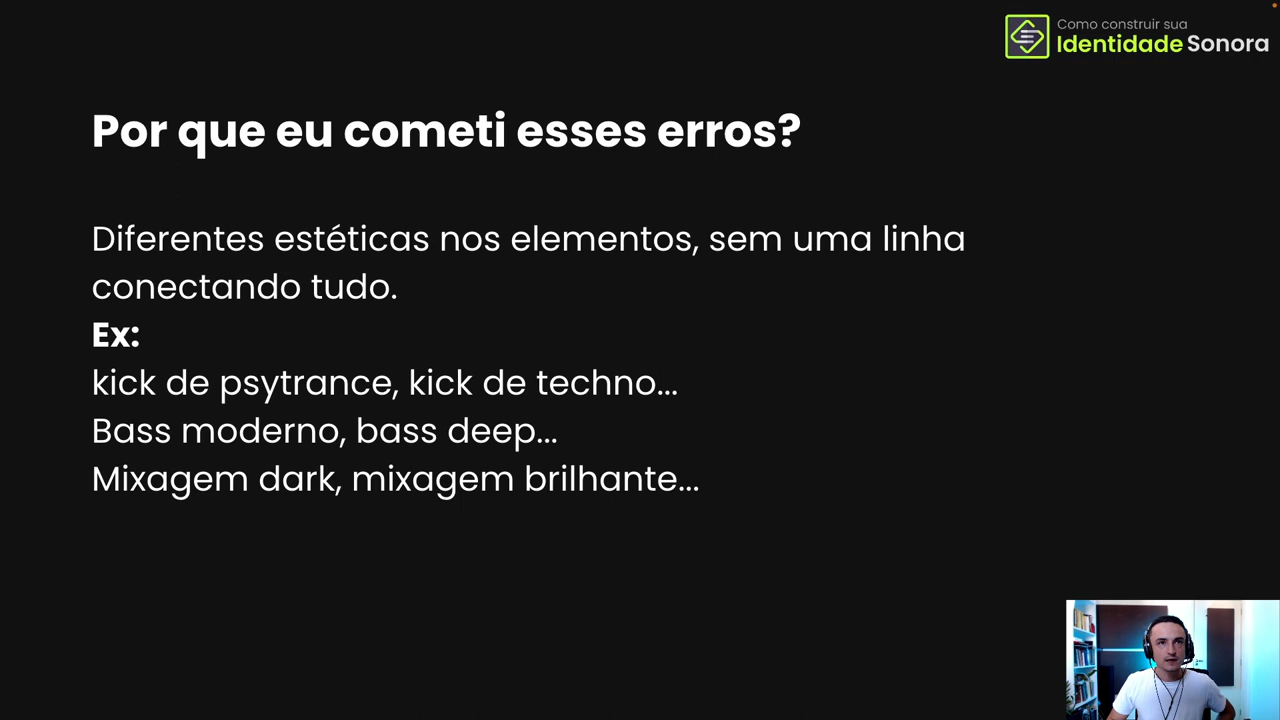 Como construir sua
Identidade Sonora
Por que eu cometi esses erros?
Diferentes estéticas nos elementos, sem uma linha
conectando tudo.
Ex:
kick de psytrance, kick de techno...
Bass moderno, bass deep...
Mixagem dark, mixagem brilhante...